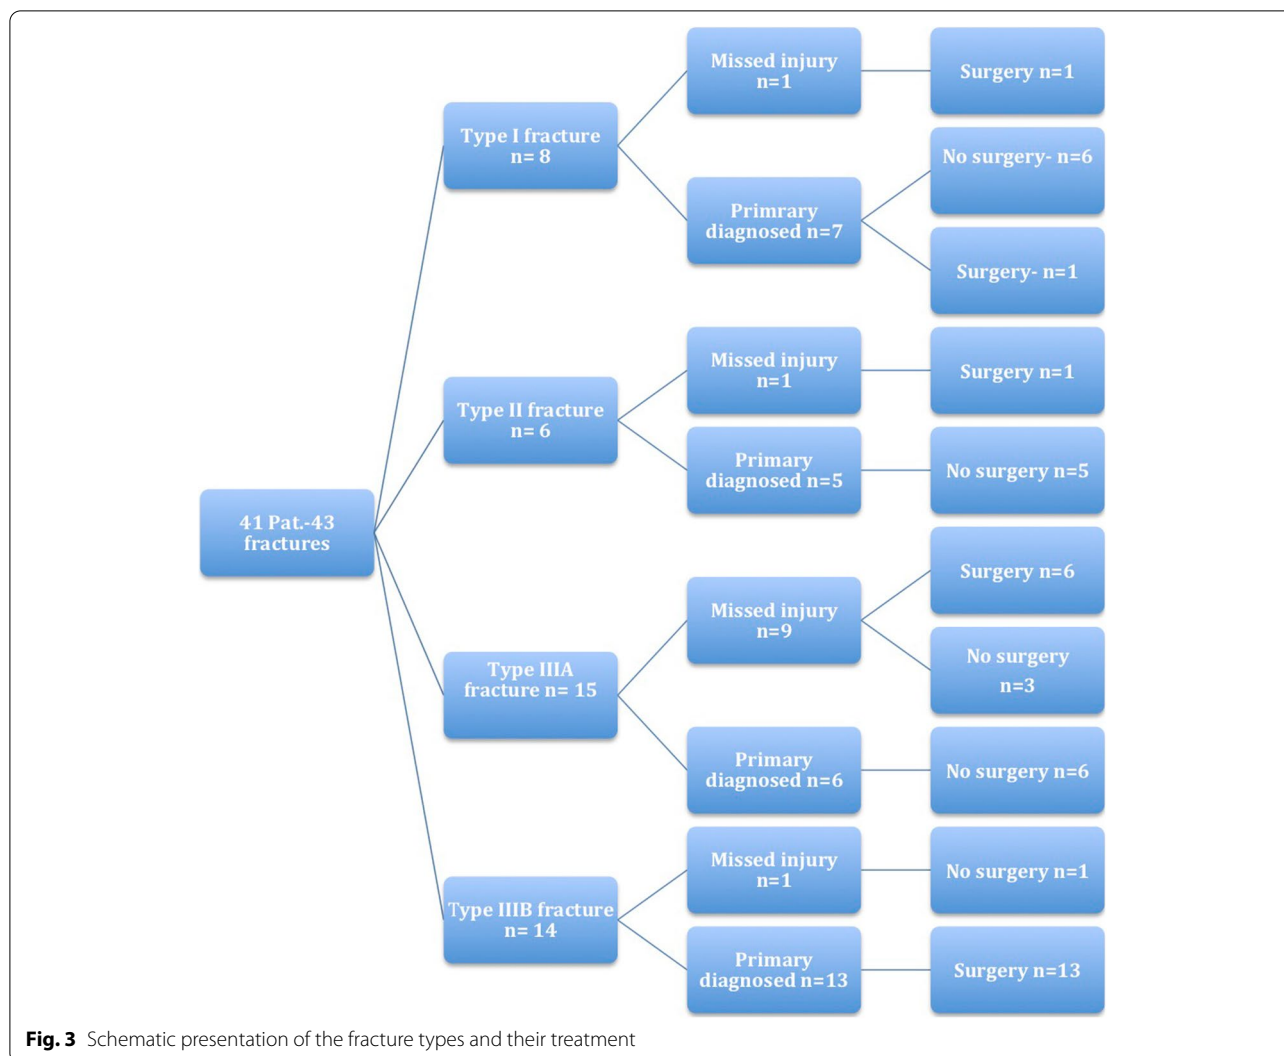 41 Pat.-43
fractures
Type I fracture
n= 8
Missed injury
n=1
Surgery n=1
Primrary
diagnosed n=7
No surgery- n=6
Surgery- n=1
Type II fracture
n= 6
Missed injury
n=1
Surgery n=1
Primary
diagnosed n=5
No surgery n=5
Type IIIA
fracture n= 15
Missed injury
n=9
Surgery n=6
No surgery
n=3
Primary
diagnosed n=6
No surgery n=6
Type IIIB fracture
n= 14
Missed injury
n=1
No surgery n=1
Primary
diagnosed n=13
Surgery n=13
Fig. 3 Schematic presentation of the fracture types and their treatment